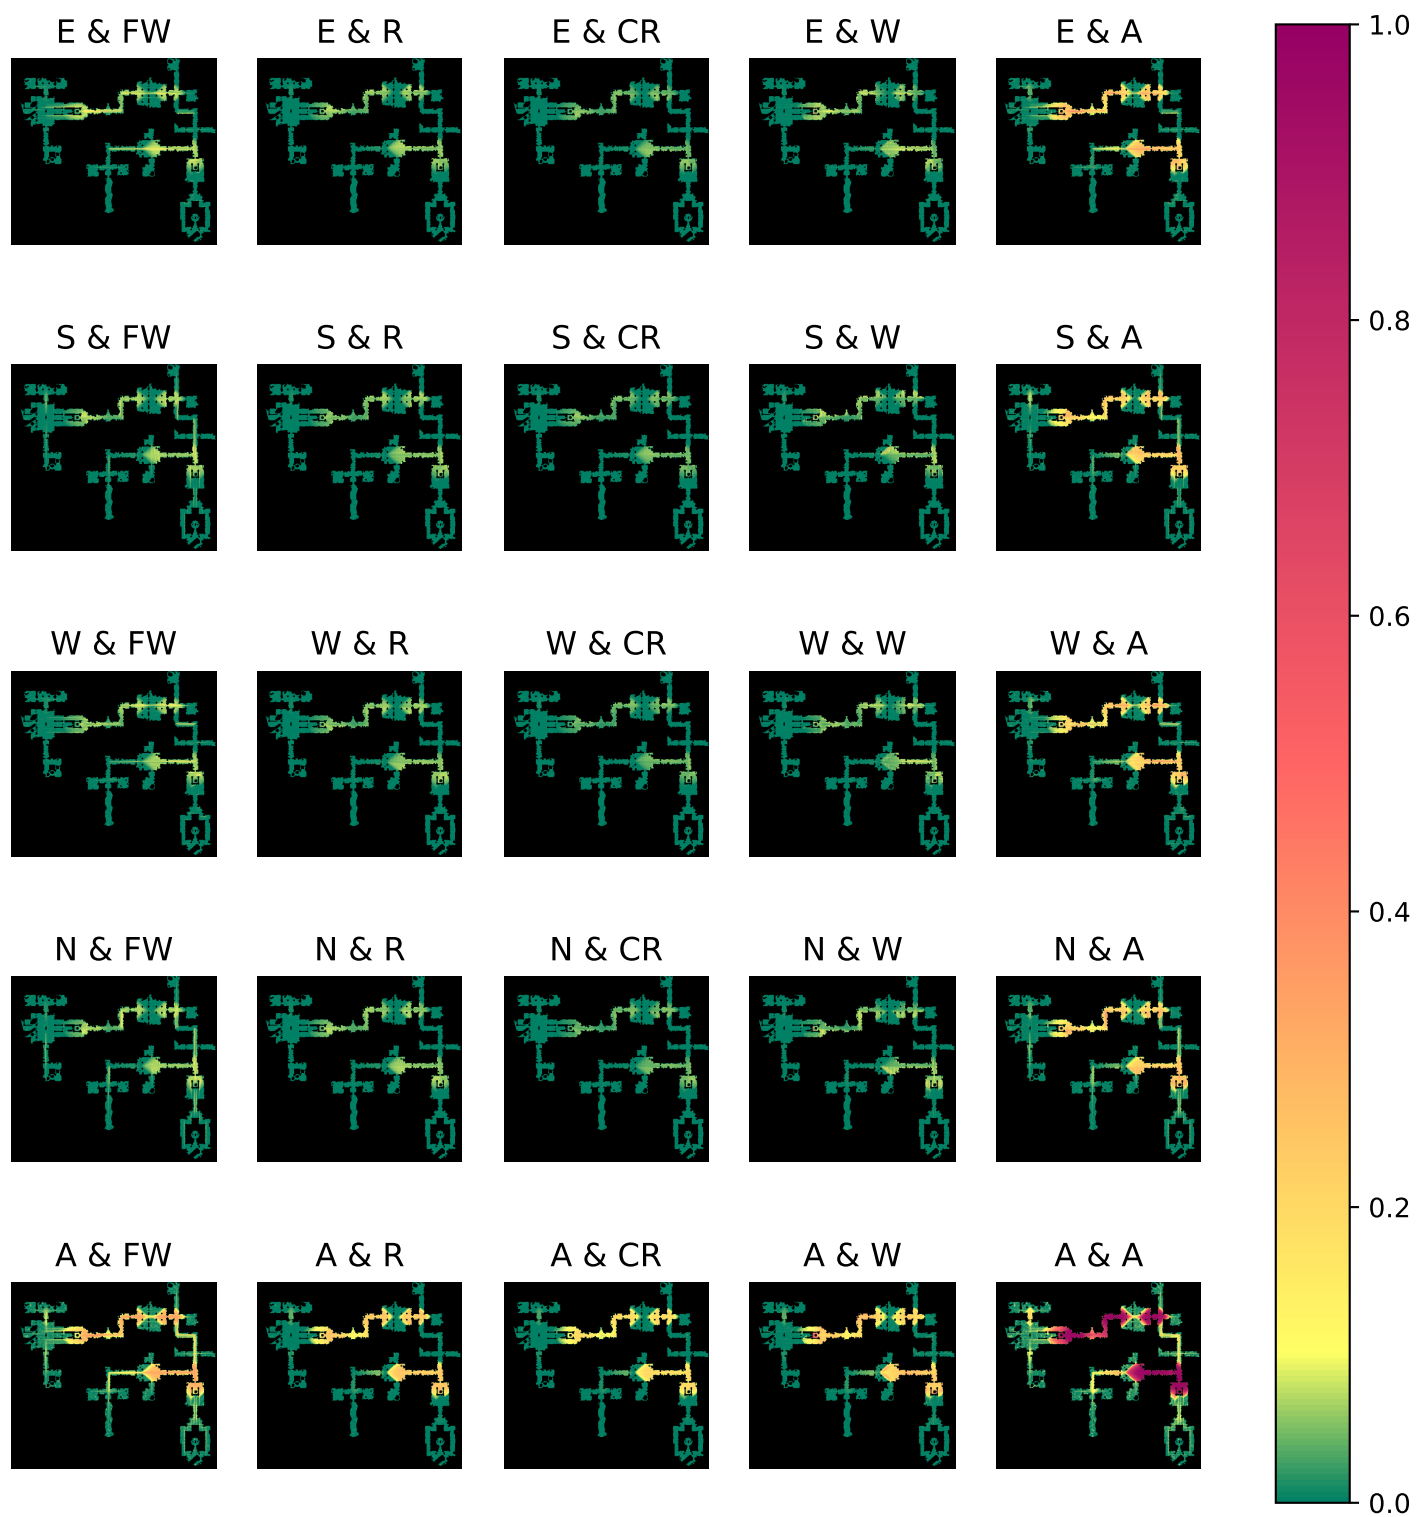 E & FW E & R E & CR E & W E & A
S & FW S & R S & CR S & W S & A
W & FW W & R W & CR W & W W & A
N & FW N & R N & CR N & W N & A
A & FW A & R A & CR A & W A & A
1.0
0.8
0.6
0.4
0.2
0.0